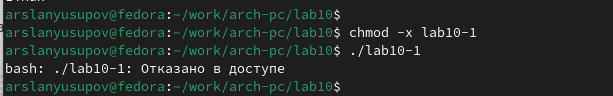 arslanyusupov@fedora:~/work/arch-pc/lab10$
arslanyusupov@fedora:~/work/arch-pc/lab10$ chmod -x lab10-1
arslanyusupov@fedora:~/work/arch-pc/lab10$ ./lab10-1
bash: ./lab10-1: Отказано в доступе
arslanyusupov@fedora:~/work/arch-pc/lab10$